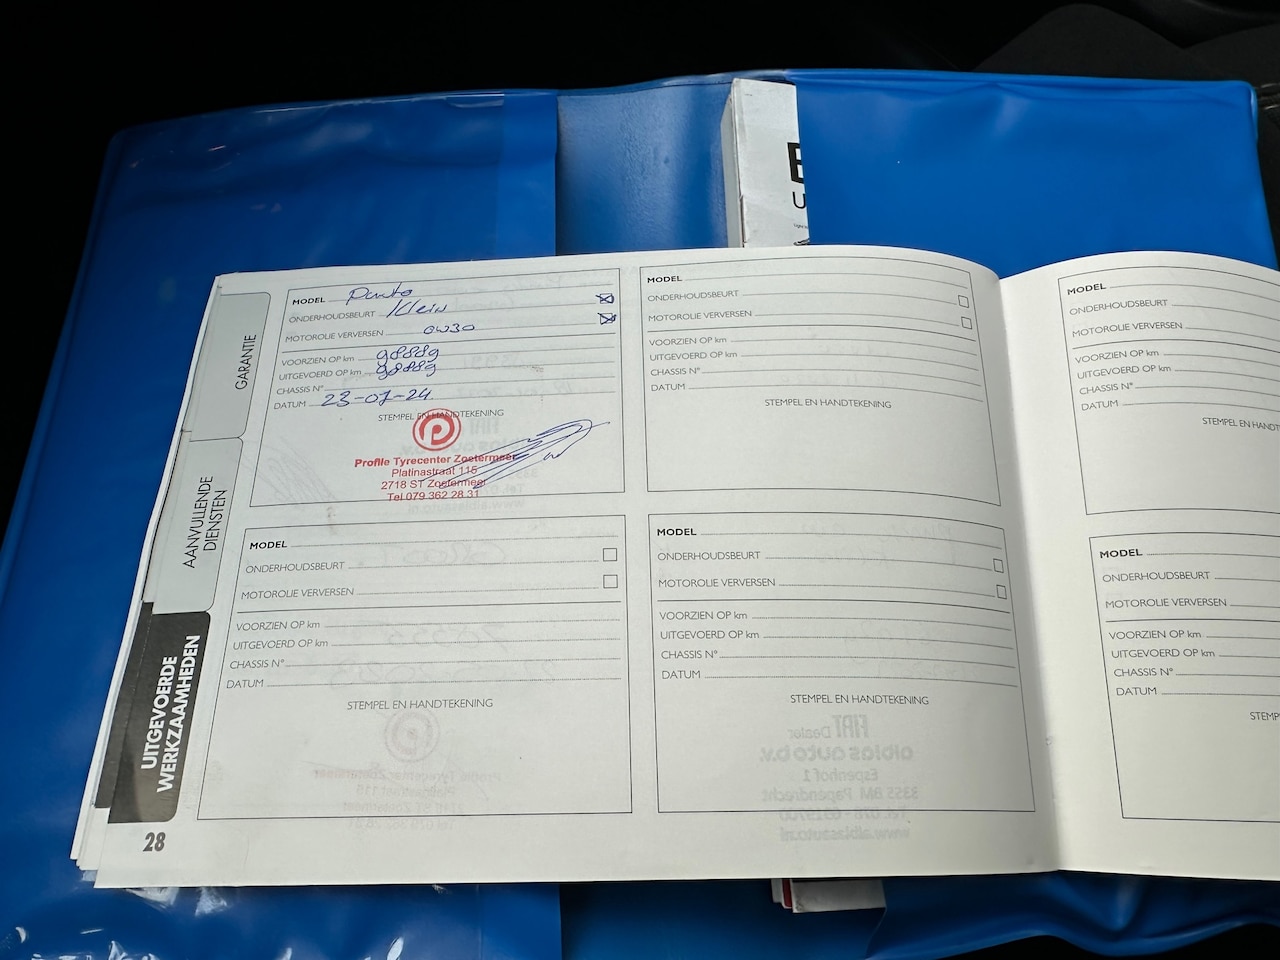 E
U
GARANTIE
AANVULLENDE
DIENSTEN
UITGEVOERDE
WERKZAAMHEDEN
MODEL Punto
ONDERHOUDSBEURT Klein
MOTOROLIE VERVERSEN 0W30
VOORZIEN OP km 98889
UITGEVOERD OP km 98889
CHASSIS N°
DATUM 23-07-24
STEMPEL EN HANDTEKENING
Profile Tyrecenter Zoetermeer
Platinastraat 115
2718 ST Zoetermeer
Tel.079 362 28 31
MODEL
ONDERHOUDSBEURT
MOTOROLIE VERVERSEN
VOORZIEN OP km
UITGEVOERD OP km
CHASSIS N°
DATUM
STEMPEL EN HANDTEKENING
MODEL
ONDERHOUDSBEURT
MOTOROLIE VERVERSEN
VOORZIEN OP km
UITGEVOERD OP km
CHASSIS N°
DATUM
STEMPEL EN HANDTEKENING
MODEL
ONDERHOUDSBEURT
MOTOROLIE VERVERSEN
VOORZIEN OP km
UITGEVOERD OP km
CHASSIS N°
DATUM
STEMPEL EN HANDTEKENING
28
MODEL
ONDERHOUDSBEURT
MOTOROLIE VERVERSEN
VOORZIEN OP km
UITGEVOERD OP km
CHASSIS N°
DATUM
STEMPEL EN HANDT
MODEL
ONDERHOUDSBEURT
MOTOROLIE VERVERSEN
VOORZIEN OP km
UITGEVOERD OP km
CHASSIS N°
DATUM
STEMP